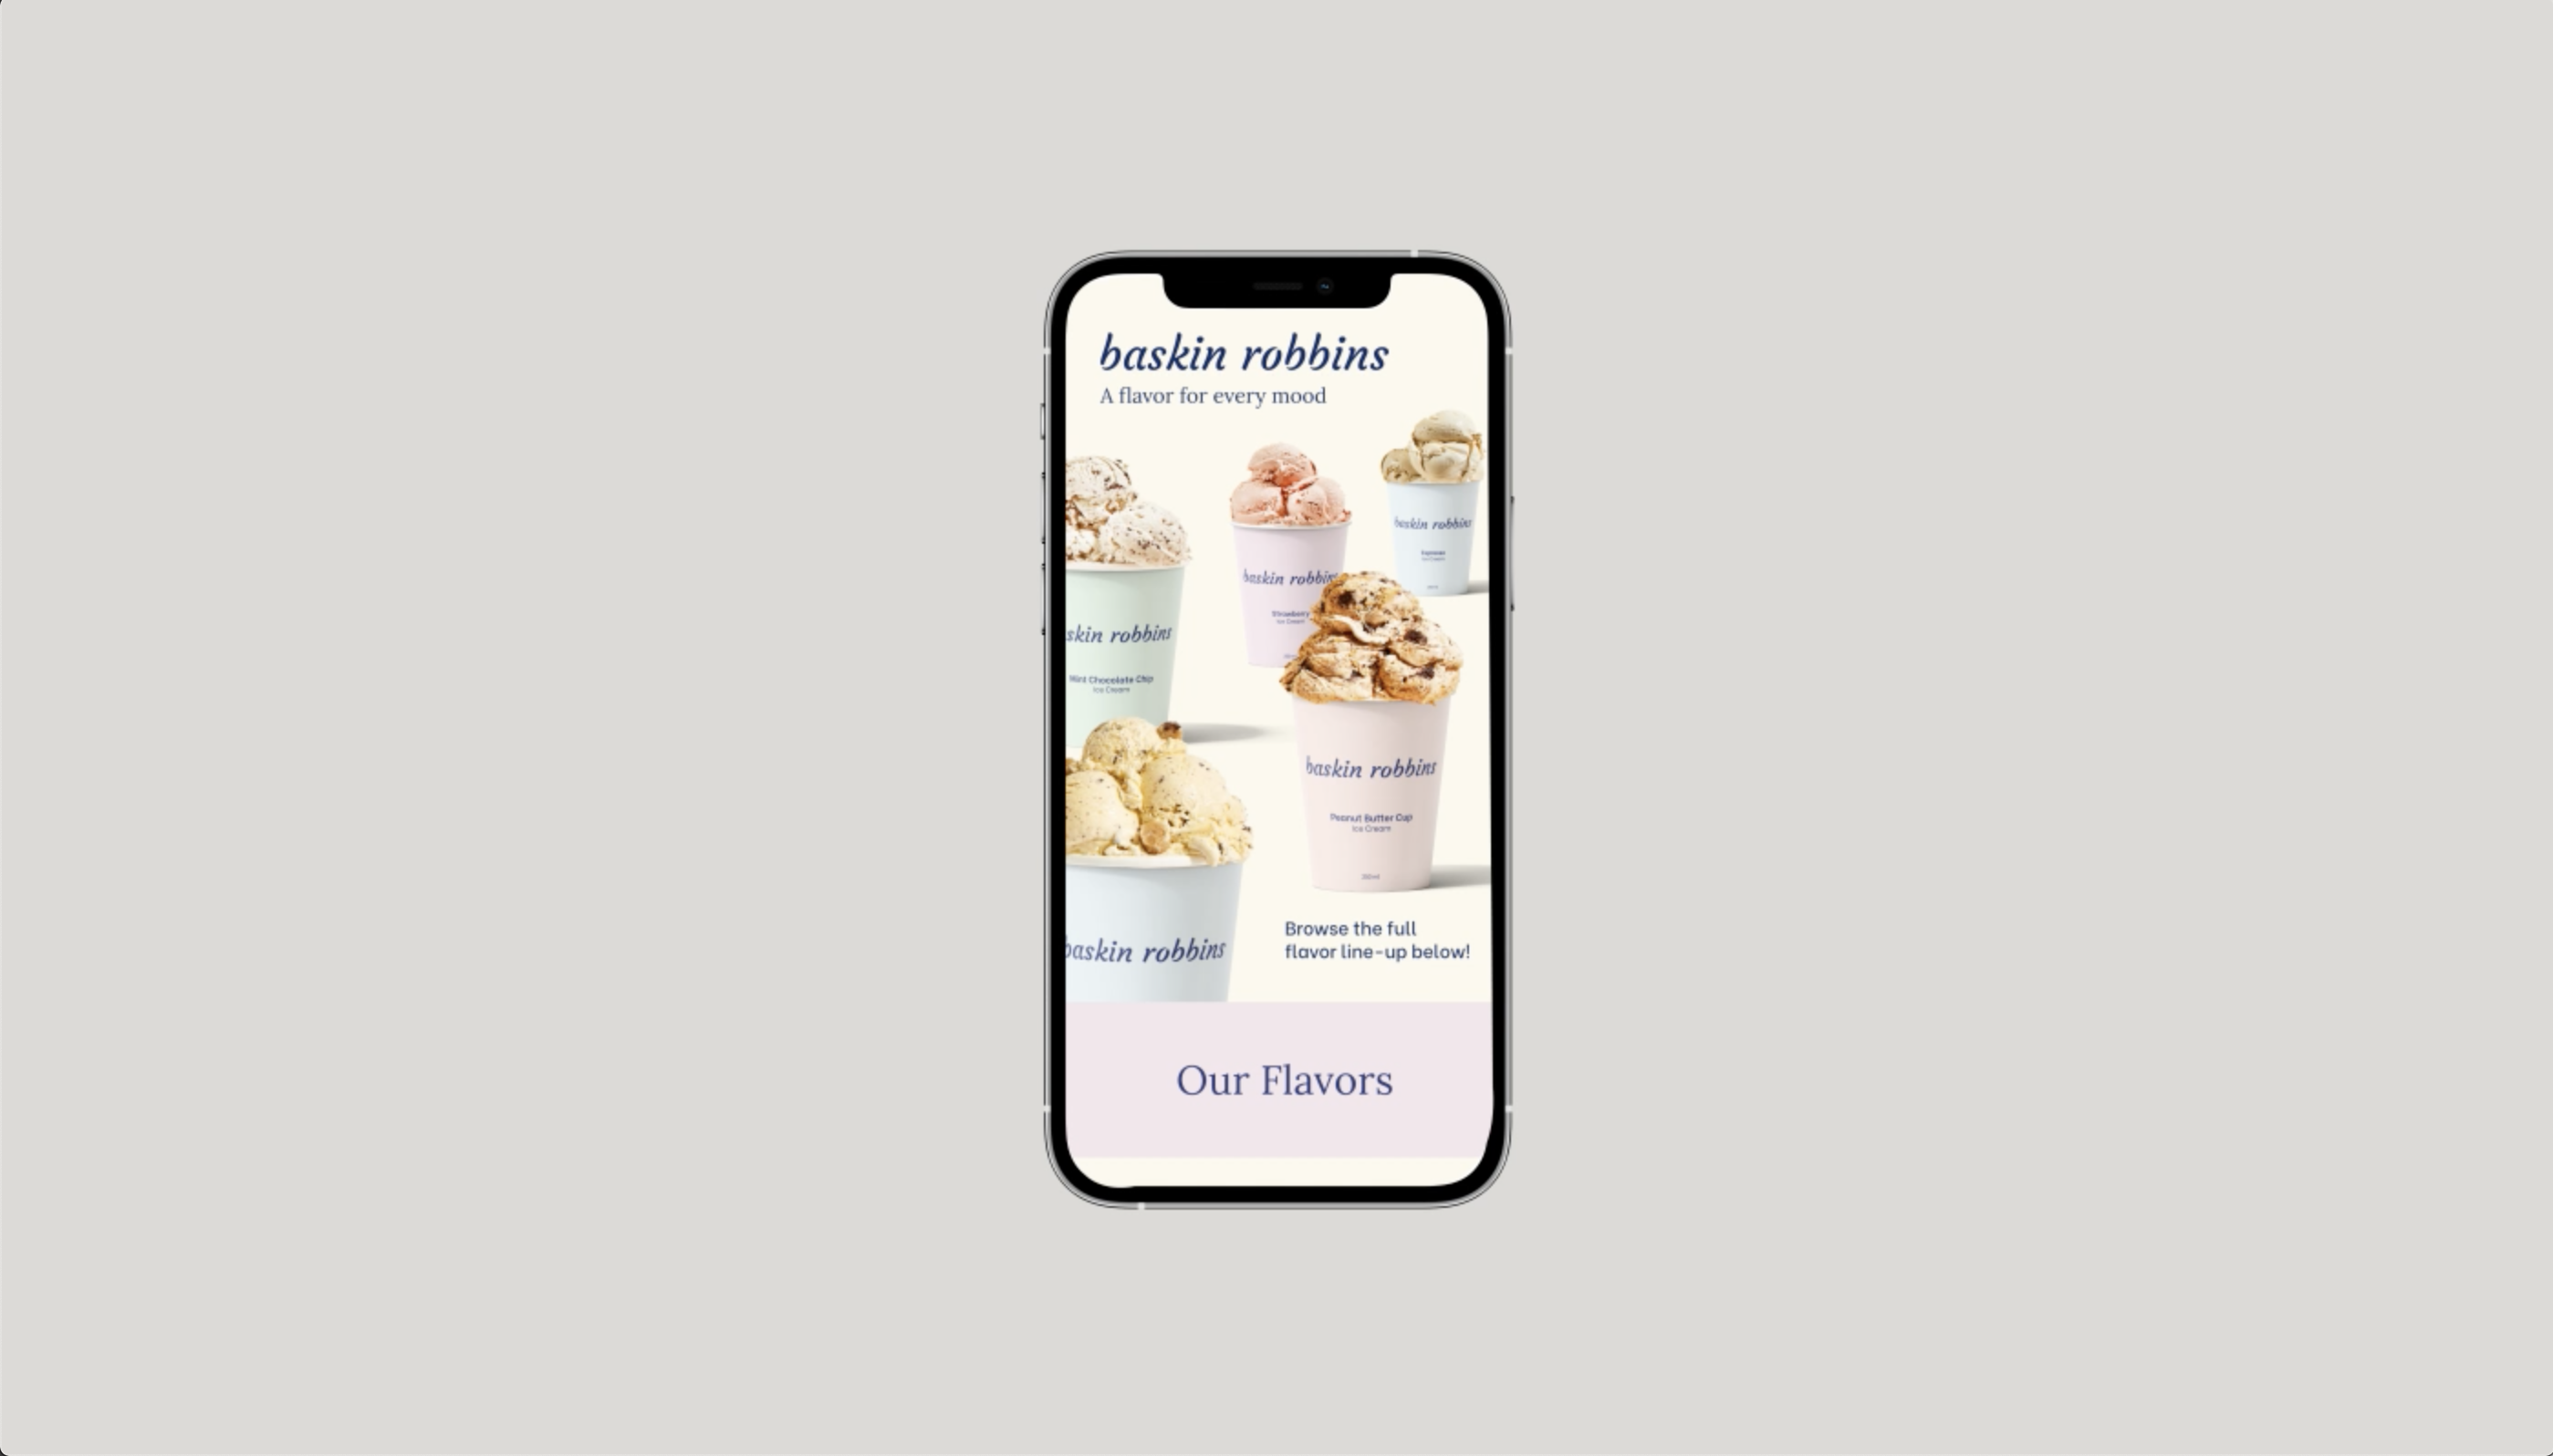 baskin robbins
A flavor for every mood
baskin robbins
Espresso
Ice Cream
baskin robbins
Strawberry
Ice Cream
skin robbins
Mint Chocolate Chip
Ice Cream
baskin robbins
Peanut Butter Cup
Ice Cream
baskin robbins
Browse the full
flavor line-up below!
Our Flavors